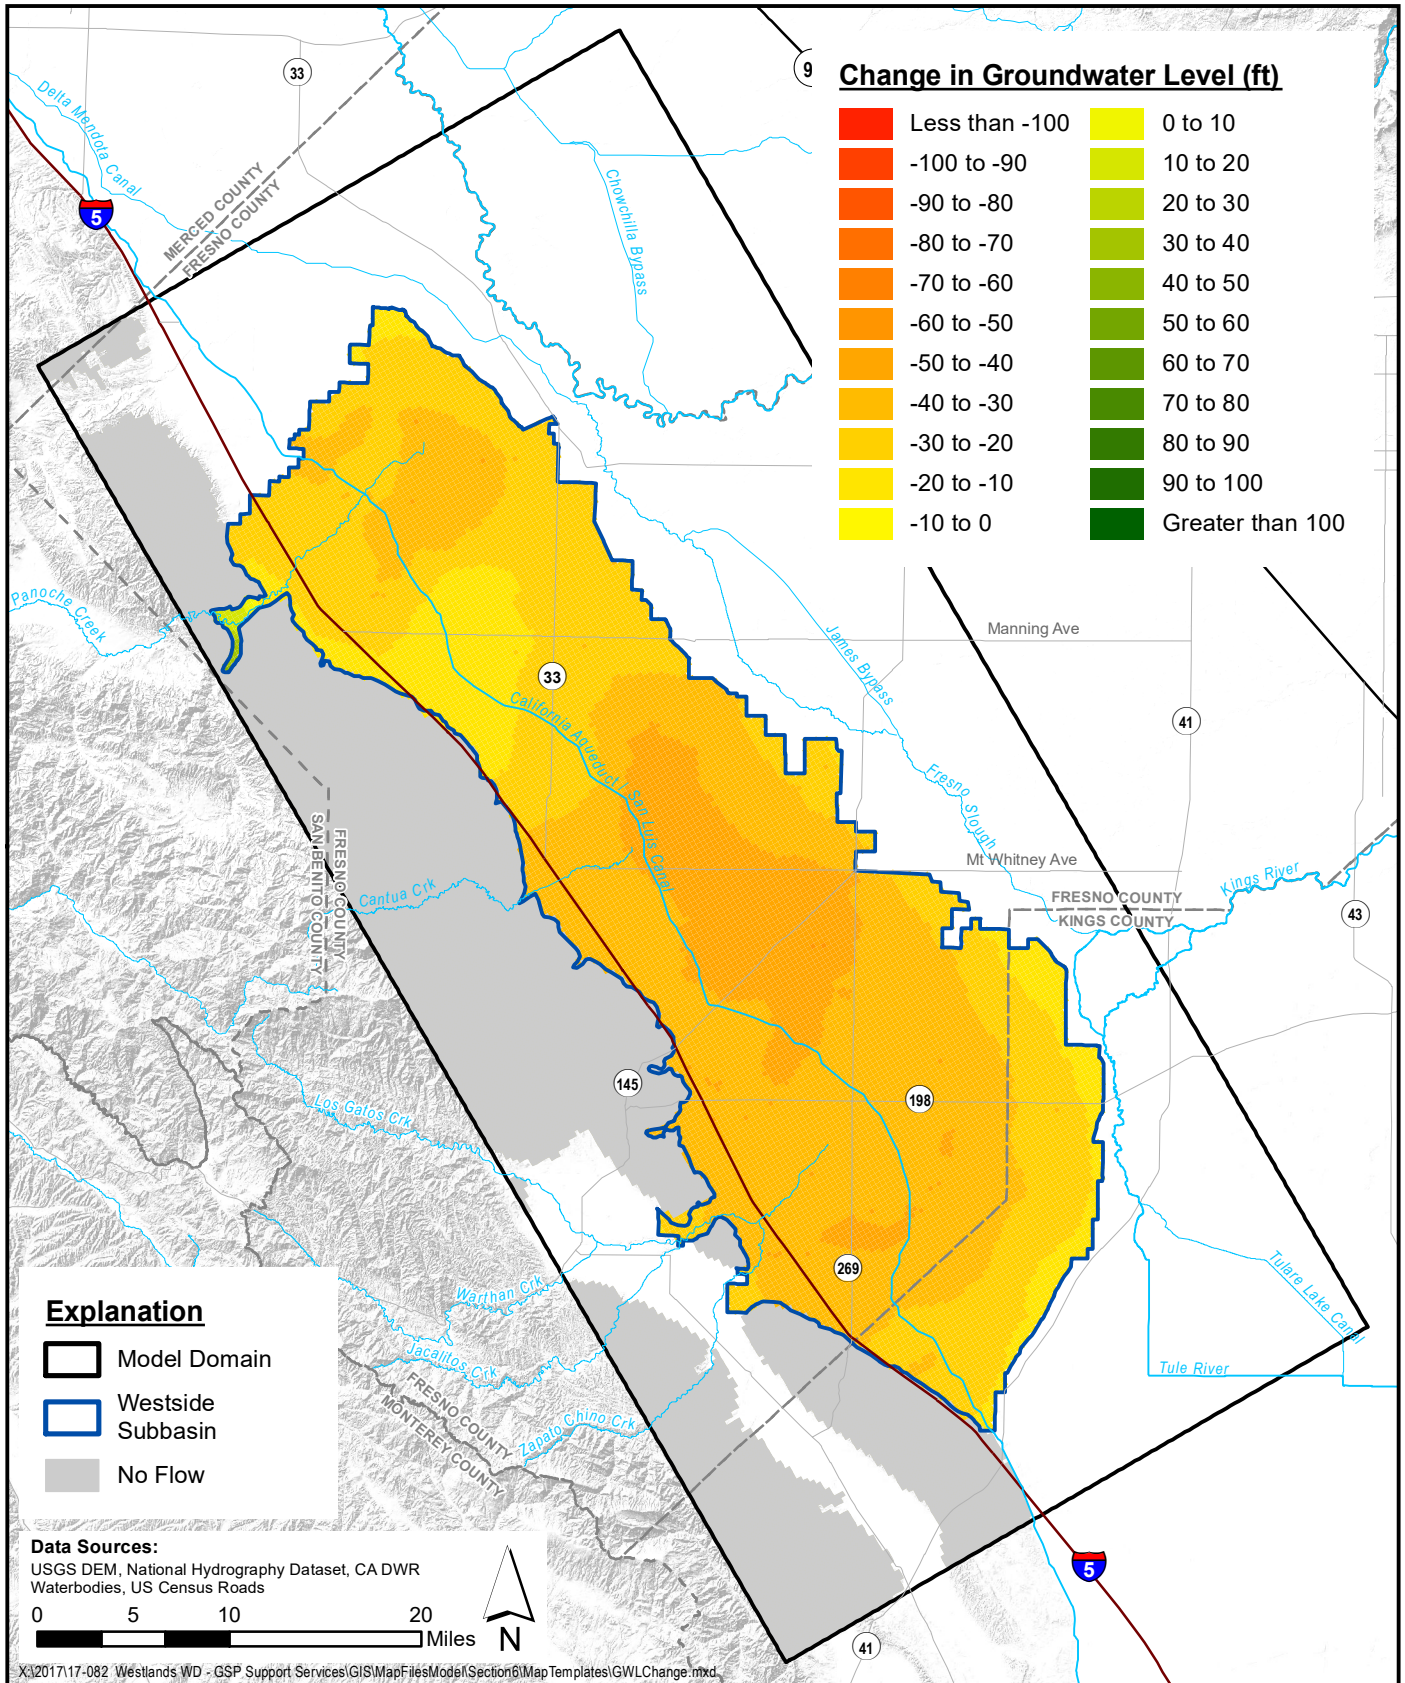 33
9
Change in Groundwater Level (ft)
Less than -100
-100 to -90
-90 to -80
-80 to -70
-70 to -60
-60 to -50
-50 to -40
-40 to -30
-30 to -20
-20 to -10
-10 to 0
0 to 10
10 to 20
20 to 30
30 to 40
40 to 50
50 to 60
60 to 70
70 to 80
80 to 90
90 to 100
Greater than 100
Delta Mendota Canal
5
MERCED COUNTY
FRESNO COUNTY
Chowchilla Bypass
Panoche Creek
Manning Ave
James Bypass
33
California Aqueduct / San Luis Canal
41
Fresno Slough
SAN BENITO COUNTY
FRESNO COUNTY
Mt Whitney Ave
Kings River
Cantua Crk
FRESNO COUNTY
KINGS COUNTY
43
145
198
Los Gatos Crk
269
Tulare Lake Canal
Warthan Crk
Jacalitos Crk
Tule River
FRESNO COUNTY
MONTEREY COUNTY
Zapato Chino Crk
Explanation
Model Domain
Westside
Subbasin
No Flow
Data Sources:
USGS DEM, National Hydrography Dataset, CA DWR
Waterbodies, US Census Roads
0 5 10 20
Miles
N
5
41
X:\2017\17-082 Westlands WD - GSP Support Services\GIS\MapFilesModel\Section6\MapTemplates\GWLChange.mxd